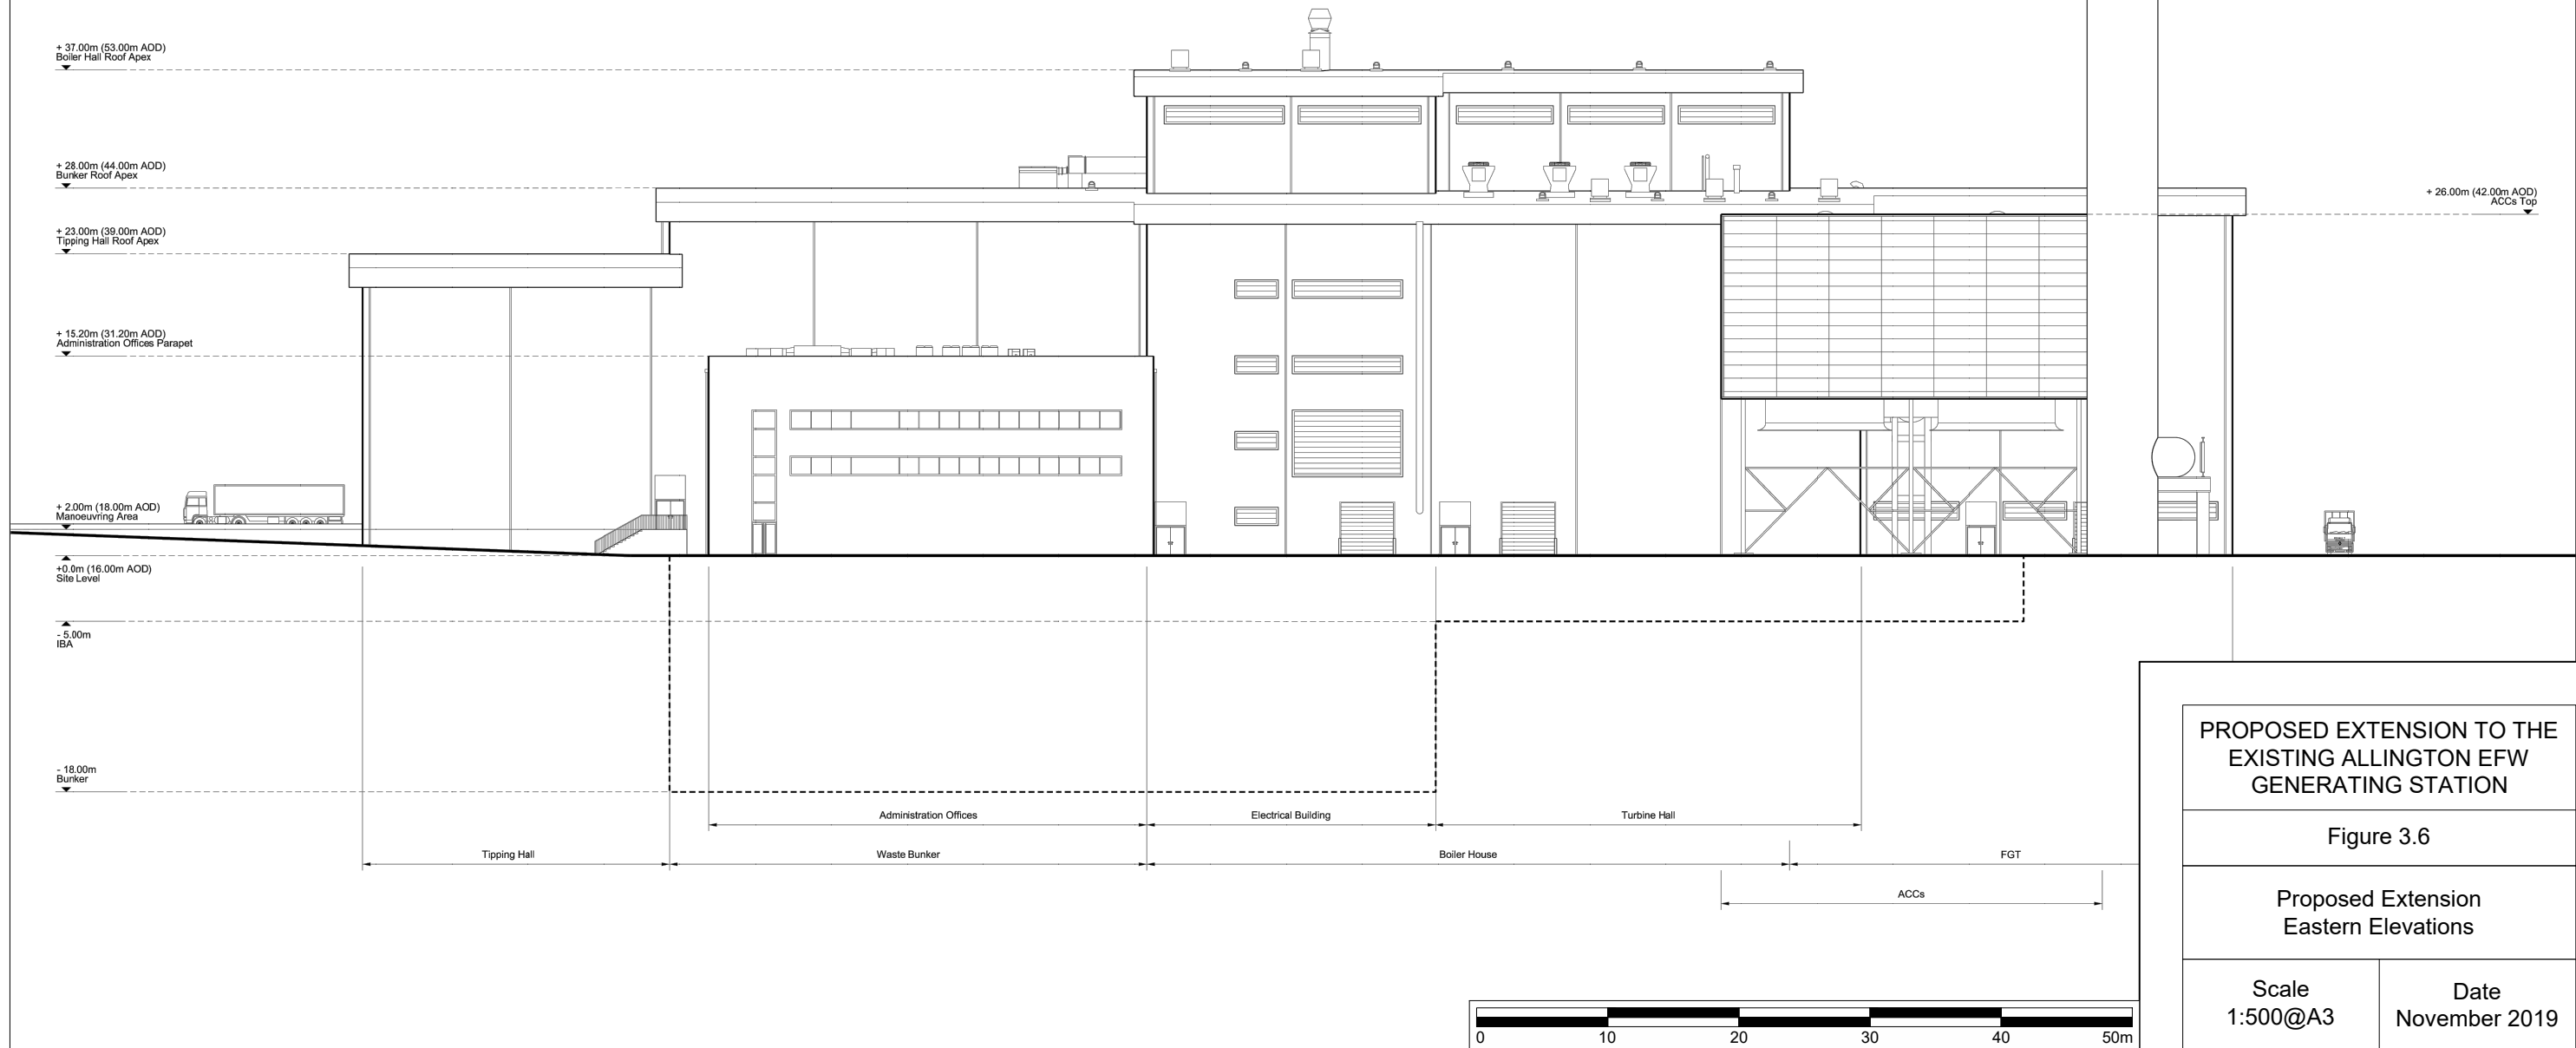 + 37.00m (53.00m AOD)
Boiler Hall Roof Apex
+ 28.00m (44.00m AOD)
Bunker Roof Apex
+ 26.00m (42.00m AOD)
ACCs Top
+ 23.00m (39.00m AOD)
Tipping Hall Roof Apex
+ 15.20m (31.20m AOD)
Administration Offices Parapet
+ 2.00m (18.00m AOD)
Manoeuvring Area
+0.0m (16.00m AOD)
Site Level
- 5.00m
IBA
- 18.00m
Bunker
Administration Offices
Electrical Building
Turbine Hall
Tipping Hall
Waste Bunker
Boiler House
FGT
ACCs
PROPOSED EXTENSION TO THE
EXISTING ALLINGTON EFW
GENERATING STATION
Figure 3.6
Proposed Extension
Eastern Elevations
Scale
1:500@A3
Date
November 2019
0 10 20 30 40 50m